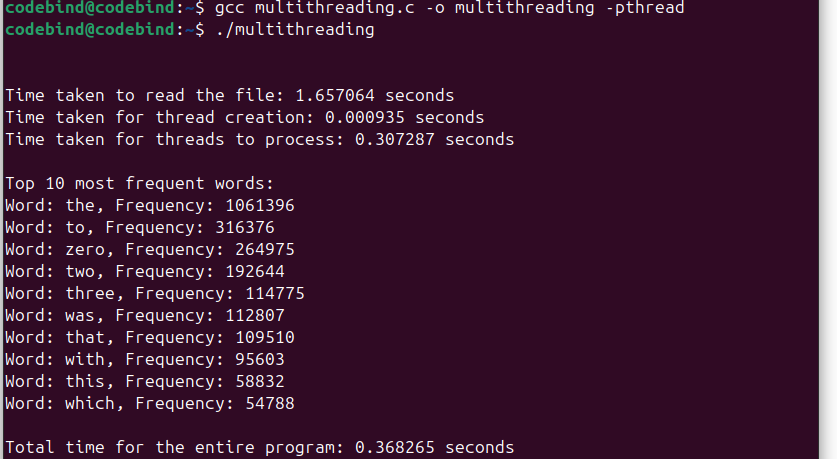 codebind@codebind:~$ gcc multithreading.c -o multithreading -pthread
codebind@codebind:~$ ./multithreading
Time taken to read the file: 1.657064 seconds
Time taken for thread creation: 0.000935 seconds
Time taken for threads to process: 0.307287 seconds
Top 10 most frequent words:
Word: the, Frequency: 1061396
Word: to, Frequency: 316376
Word: zero, Frequency: 264975
Word: two, Frequency: 192644
Word: three, Frequency: 114775
Word: was, Frequency: 112807
Word: that, Frequency: 109510
Word: with, Frequency: 95603
Word: this, Frequency: 58832
Word: which, Frequency: 54788
Total time for the entire program: 0.368265 seconds